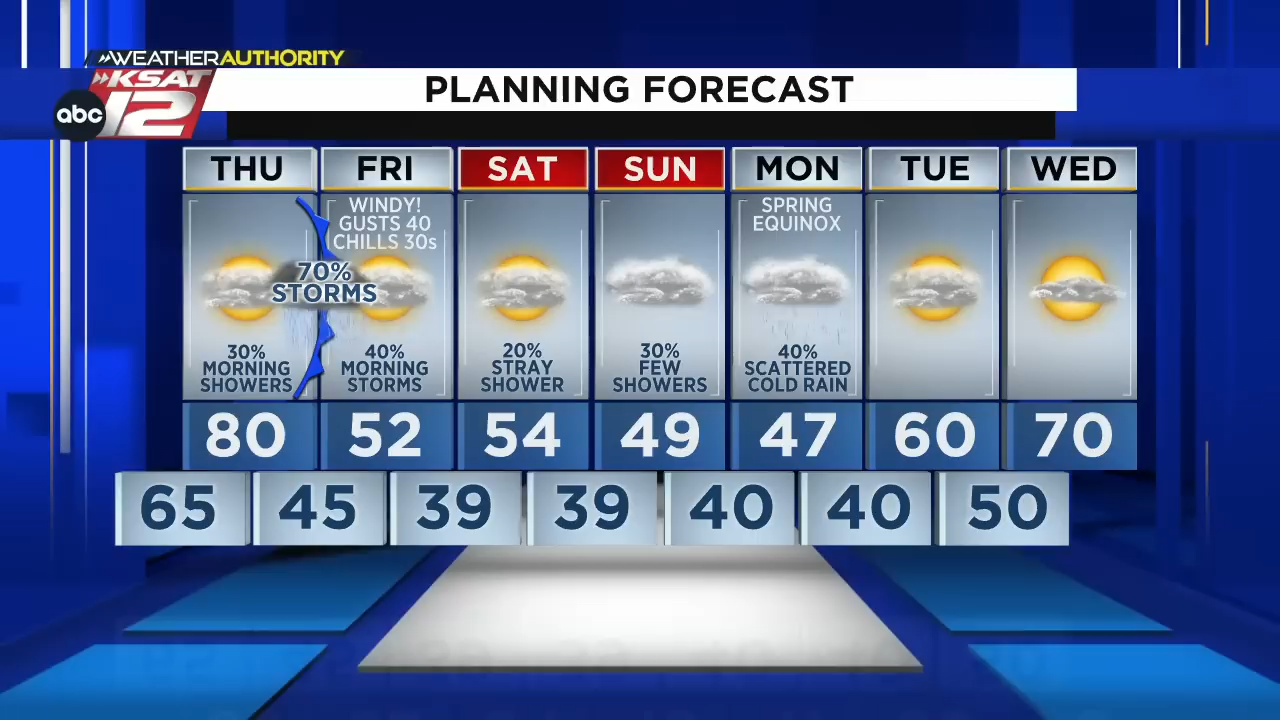 WEATHERAUTHORITY
KSAT
abc 12
PLANNING FORECAST
THU FRI SAT SUN MON TUE WED
WINDY!
GUSTS 40
CHILLS 30s
SPRING
EQUINOX
70%
STORMS
30%
MORNING
SHOWERS
40%
MORNING
STORMS
20%
STRAY
SHOWER
30%
FEW
SHOWERS
40%
SCATTERED
COLD RAIN
80 52 54 49 47 60 70
65 45 39 39 40 40 50